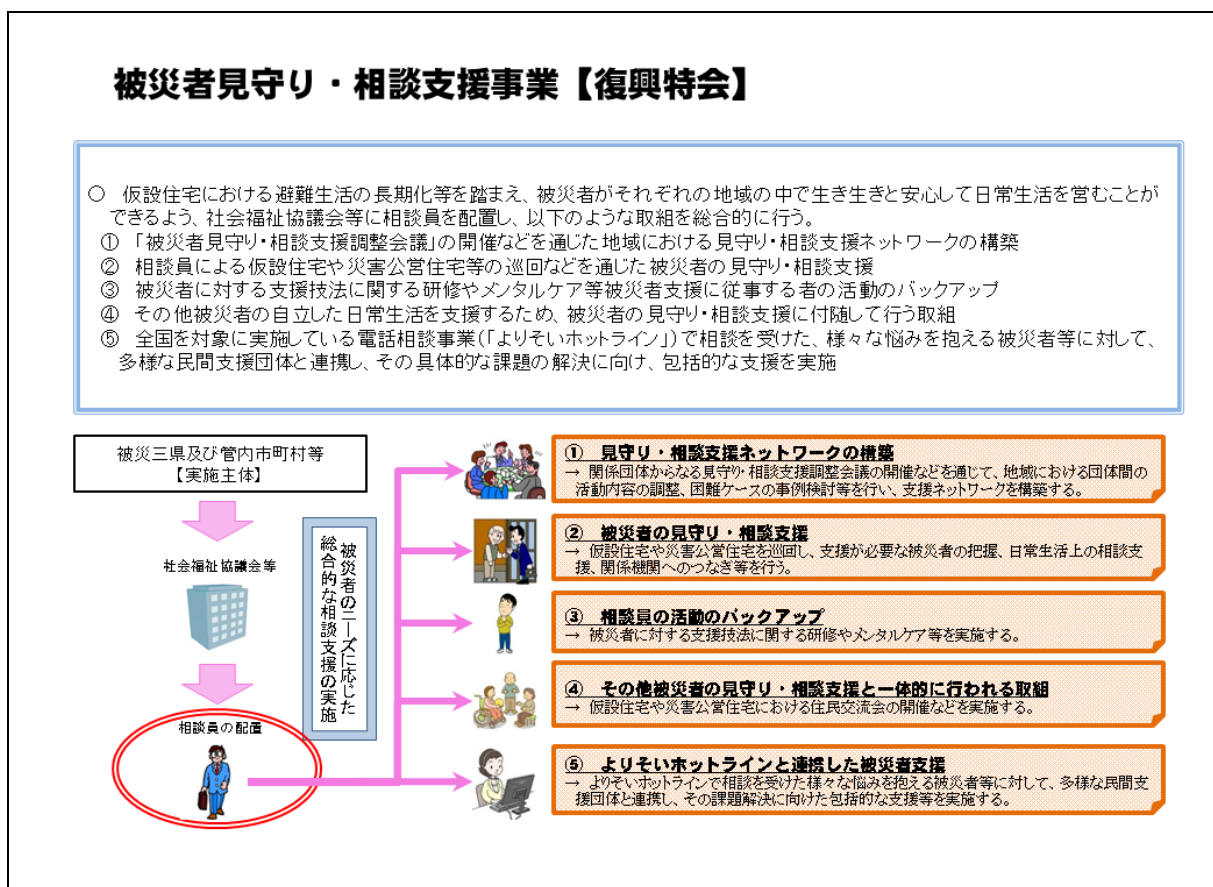 被災者見守り・相談支援事業【復興特会】
○ 仮設住宅における避難生活の長期化等を踏まえ、被災者がそれぞれの地域の中で生き生きと安心して日常生活を営むことが
できるよう、社会福祉協議会等に相談員を配置し、以下のような取組を総合的に行う。
① 「被災者見守り・相談支援調整会議」の開催などを通じた地域における見守り・相談支援ネットワークの構築
② 相談員による仮設住宅や災害公営住宅等の巡回などを通じた被災者の見守り・相談支援
③ 被災者に対する支援技法に関する研修やメンタルケア等被災者支援に従事する者の活動のバックアップ
④ その他被災者の自立した日常生活を支援するため、被災者の見守り・相談支援に付随して行う取組
⑤ 全国を対象に実施している電話相談事業(「よりそいホットライン」)で相談を受けた、様々な悩みを抱える被災者等に対して、
多様な民間支援団体と連携し、その具体的な課題の解決に向け、包括的な支援を実施
被災三県及び管内市町村等
【実施主体】
社会福祉協議会等
相談員の配置
被災者のニーズに応じた
総合的な相談支援の実施
① 見守り・相談支援ネットワークの構築
→ 関係団体からなる見守り・相談支援調整会議の開催などを通じて、地域における団体間の
活動内容の調整、困難ケースの事例検討等を行い、支援ネットワークを構築する。
② 被災者の見守り・相談支援
→ 仮設住宅や災害公営住宅を巡回し、支援が必要な被災者の把握、日常生活上の相談支
援、関係機関へのつなぎ等を行う。
③ 相談員の活動のバックアップ
→ 被災者に対する支援技法に関する研修やメンタルケア等を実施する。
④ その他被災者の見守り・相談支援と一体的に行われる取組
→ 仮設住宅や災害公営住宅における住民交流会の開催などを実施する。
⑤ よりそいホットラインと連携した被災者支援
→ よりそいホットラインで相談を受けた様々な悩みを抱える被災者等に対して、多様な民間支
援団体と連携し、その課題解決に向けた包括的な支援等を実施する。